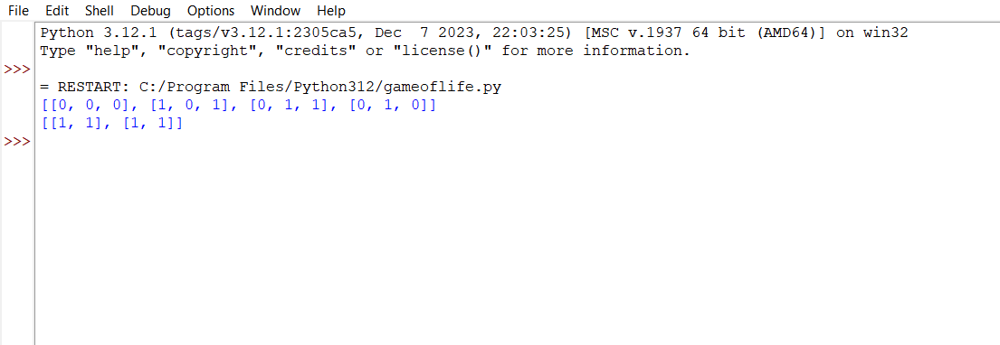 File Edit Shell Debug Options Window Help
Python 3.12.1 (tags/v3.12.1:2305ca5, Dec  7 2023, 22:03:25) [MSC v.1937 64 bit (AMD64)] on win32
Type "help", "copyright", "credits" or "license()" for more information.
>>>
= RESTART: C:/Program Files/Python312/gameoflife.py
[[0, 0, 0], [1, 0, 1], [0, 1, 1], [0, 1, 0]]
[[1, 1], [1, 1]]
>>>